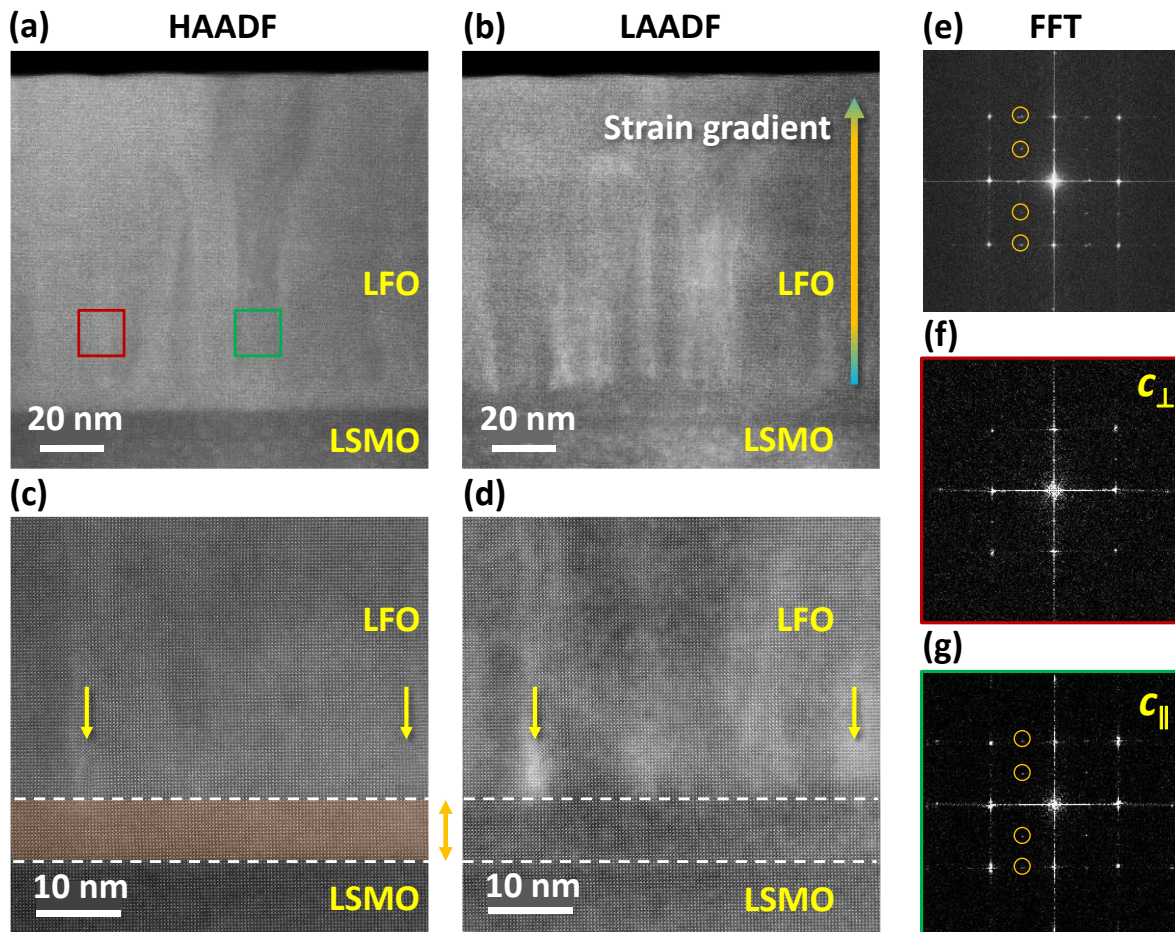 (a) HAADF
LFO
20 nm
LSMO
(b) LAADF
Strain gradient
LFO
20 nm
LSMO
(c)
LFO
10 nm
LSMO
(d)
LFO
10 nm
LSMO
(e) FFT
(f)
c⊥
(g)
c∥